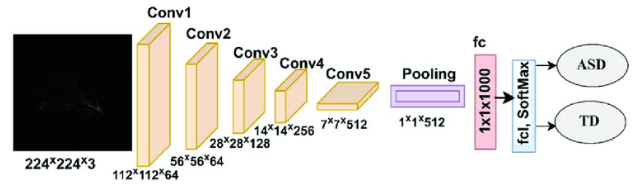 Conv1
Conv2
Conv3
Conv4
Conv5
Pooling
fc
1x1x1000
fcl, SoftMax
ASD
TD
224x224x3
112x112x64
56x56x64
28x28x128
14x14x256
7x7x512
1x1x512